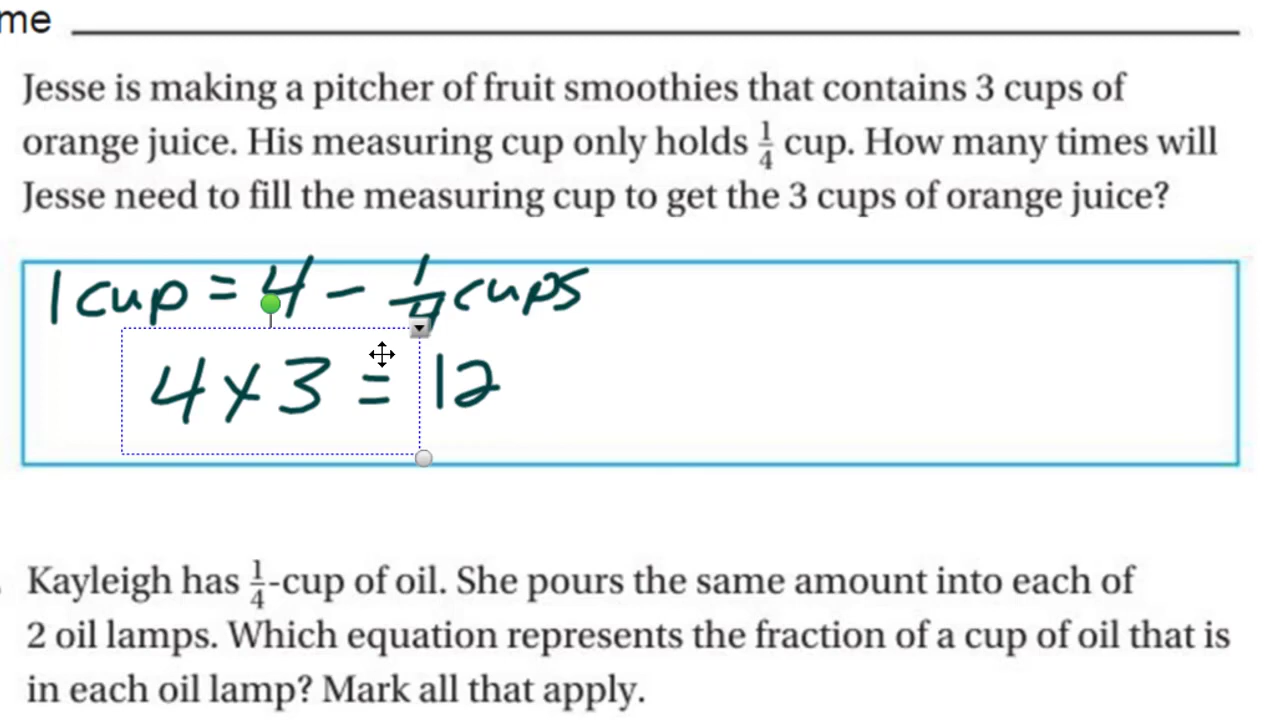 me
Jesse is making a pitcher of fruit smoothies that contains 3 cups of
orange juice. His measuring cup only holds 1/4 cup. How many times will
Jesse need to fill the measuring cup to get the 3 cups of orange juice?
1 cup = 4 - 1/4 cups
4 x 3 = 12
Kayleigh has 1/4-cup of oil. She pours the same amount into each of
2 oil lamps. Which equation represents the fraction of a cup of oil that is
in each oil lamp? Mark all that apply.